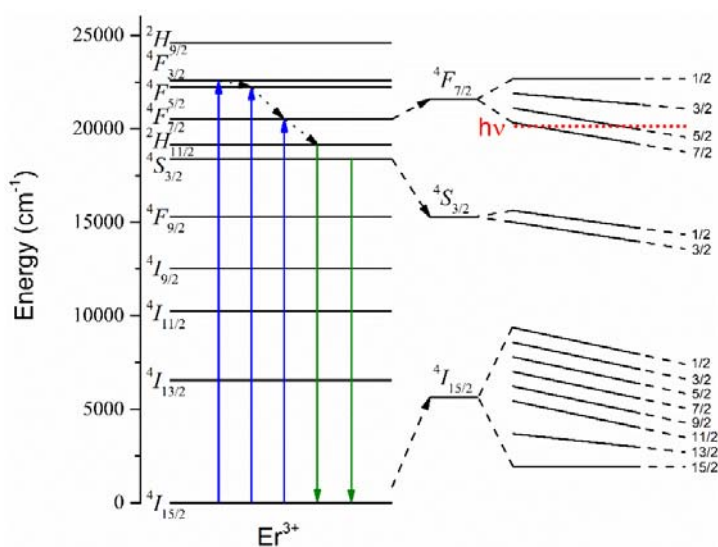 Energy (cm⁻¹)
25000
20000
15000
10000
5000
0
²H₉/₂
⁴F₃/₂
⁴F₅/₂
⁴F₇/₂
²H₁₁/₂
⁴S₃/₂
⁴F₉/₂
⁴I₉/₂
⁴I₁₁/₂
⁴I₁₃/₂
⁴I₁₅/₂
Er³⁺
⁴F₇/₂
1/2
3/2
5/2
7/2
hν
⁴S₃/₂
1/2
3/2
⁴I₁₅/₂
1/2
3/2
5/2
7/2
9/2
11/2
13/2
15/2